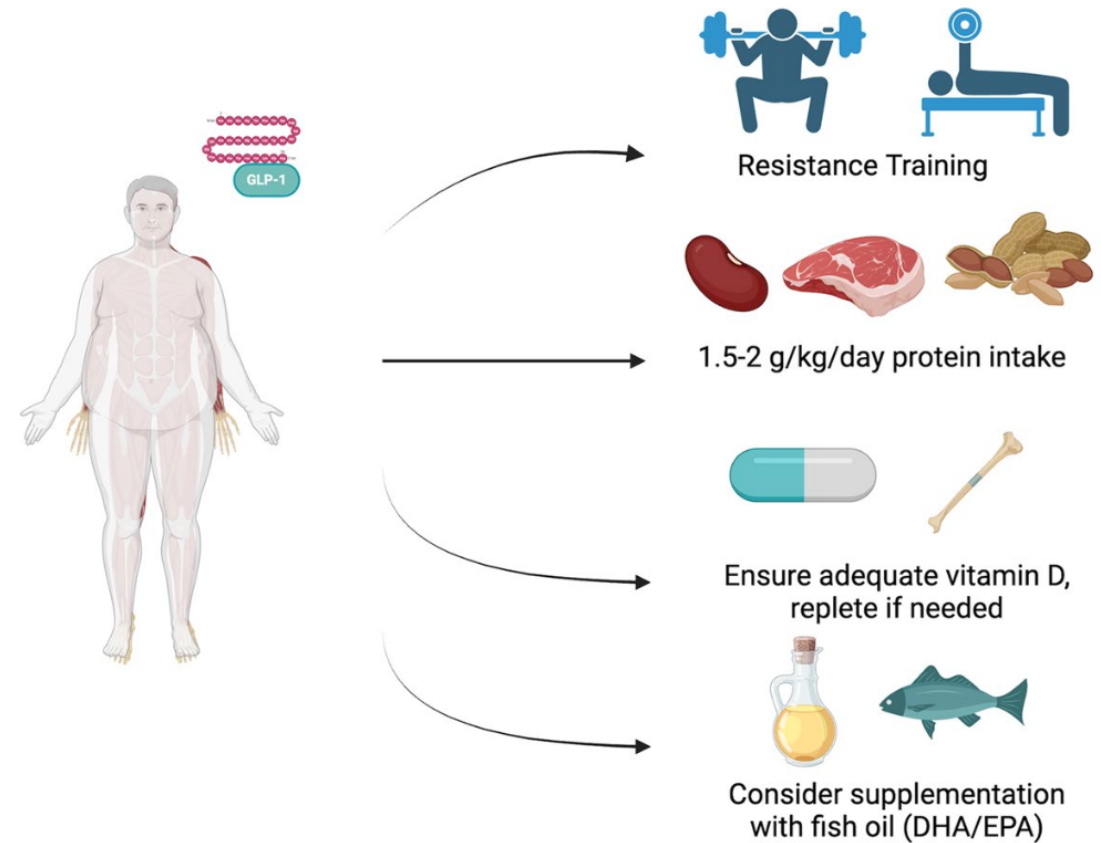 GLP-1
Resistance Training
1.5-2 g/kg/day protein intake
Ensure adequate vitamin D,
replete if needed
Consider supplementation
with fish oil (DHA/EPA)